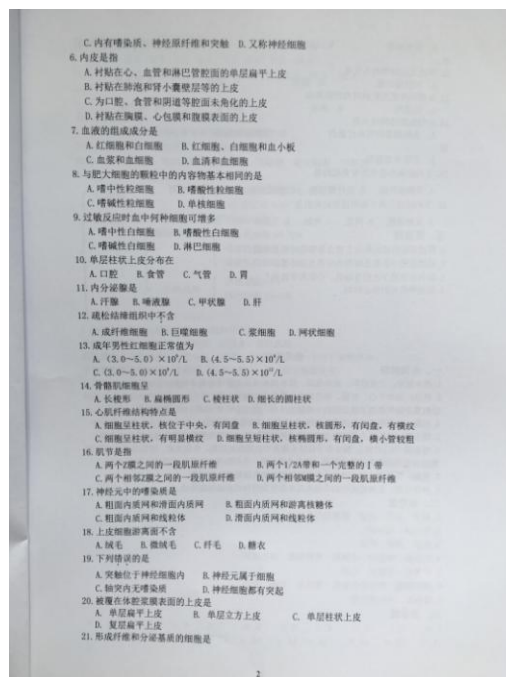 C. 内有嗜染质、神经原纤维和突触 D. 又称神经细胞
6. 内皮是指
A. 衬贴在心、血管和淋巴管腔面的单层扁平上皮
B. 衬贴在肺泡和肾小囊壁层等的上皮
C. 为口腔、食管和阴道等腔面未角化的上皮
D. 衬贴在胸膜、心包膜和腹膜表面的上皮
7. 血液的组成成分是
A. 红细胞和白细胞 B. 红细胞、白细胞和血小板
C. 血浆和血细胞 D. 血清和血细胞
8. 与肥大细胞的颗粒中的内容物基本相同的是
A. 嗜中性粒细胞 B. 嗜酸性粒细胞
C. 嗜碱性粒细胞 D. 单核细胞
9. 过敏反应时血中何种细胞可增多
A. 嗜中性白细胞 B. 嗜酸性白细胞
C. 嗜碱性白细胞 D. 淋巴细胞
10. 单层柱状上皮分布在
A. 口腔 B. 食管 C. 气管 D. 胃
11. 内分泌腺是
A. 汗腺 B. 唾液腺 C. 甲状腺 D. 肝
12. 疏松结缔组织中不含
A. 成纤维细胞 B. 巨噬细胞 C. 浆细胞 D. 网状细胞
13. 成年男性红细胞正常值为
A. (3.0～5.0)×10⁹/L B. (4.5～5.5)×10⁹/L
C. (3.0～5.0)×10⁹/L D. (4.5～5.5)×10¹²/L
14. 骨骼肌细胞呈
A. 长梭形 B. 扁椭圆形 C. 棱柱状 D. 细长的圆柱状
15. 心肌纤维结构特点是
A. 细胞呈柱状，核位于中央，有闰盘 B. 细胞呈柱状，核圆形，有闰盘，有横纹
C. 细胞呈柱状，有明显横纹 D. 细胞呈短柱状，核椭圆形，有闰盘，横小管较粗
16. 肌节是指
A. 两个Z膜之间的一段肌原纤维 B. 两个1/2A带和一个完整的Ⅰ带
C. 两个相邻Z膜之间的一段肌原纤维 D. 两个相邻M膜之间的一段肌原纤维
17. 神经元中的嗜染质是
A. 粗面内质网和滑面内质网 B. 粗面内质网和游离核糖体
C. 粗面内质网和线粒体 D. 滑面内质网和线粒体
18. 上皮细胞游离面不含
A. 绒毛 B. 微绒毛 C. 纤毛 D. 糖衣
19. 下列错误的是
A. 突触位于神经细胞内 B. 神经元属于细胞
C. 轴突内无嗜染质 D. 神经细胞都有突起
20. 被覆在体腔浆膜表面的上皮是
A. 单层扁平上皮 B. 单层立方上皮 C. 单层柱状上皮
D. 复层扁平上皮
21. 形成纤维和分泌基质的细胞是
2